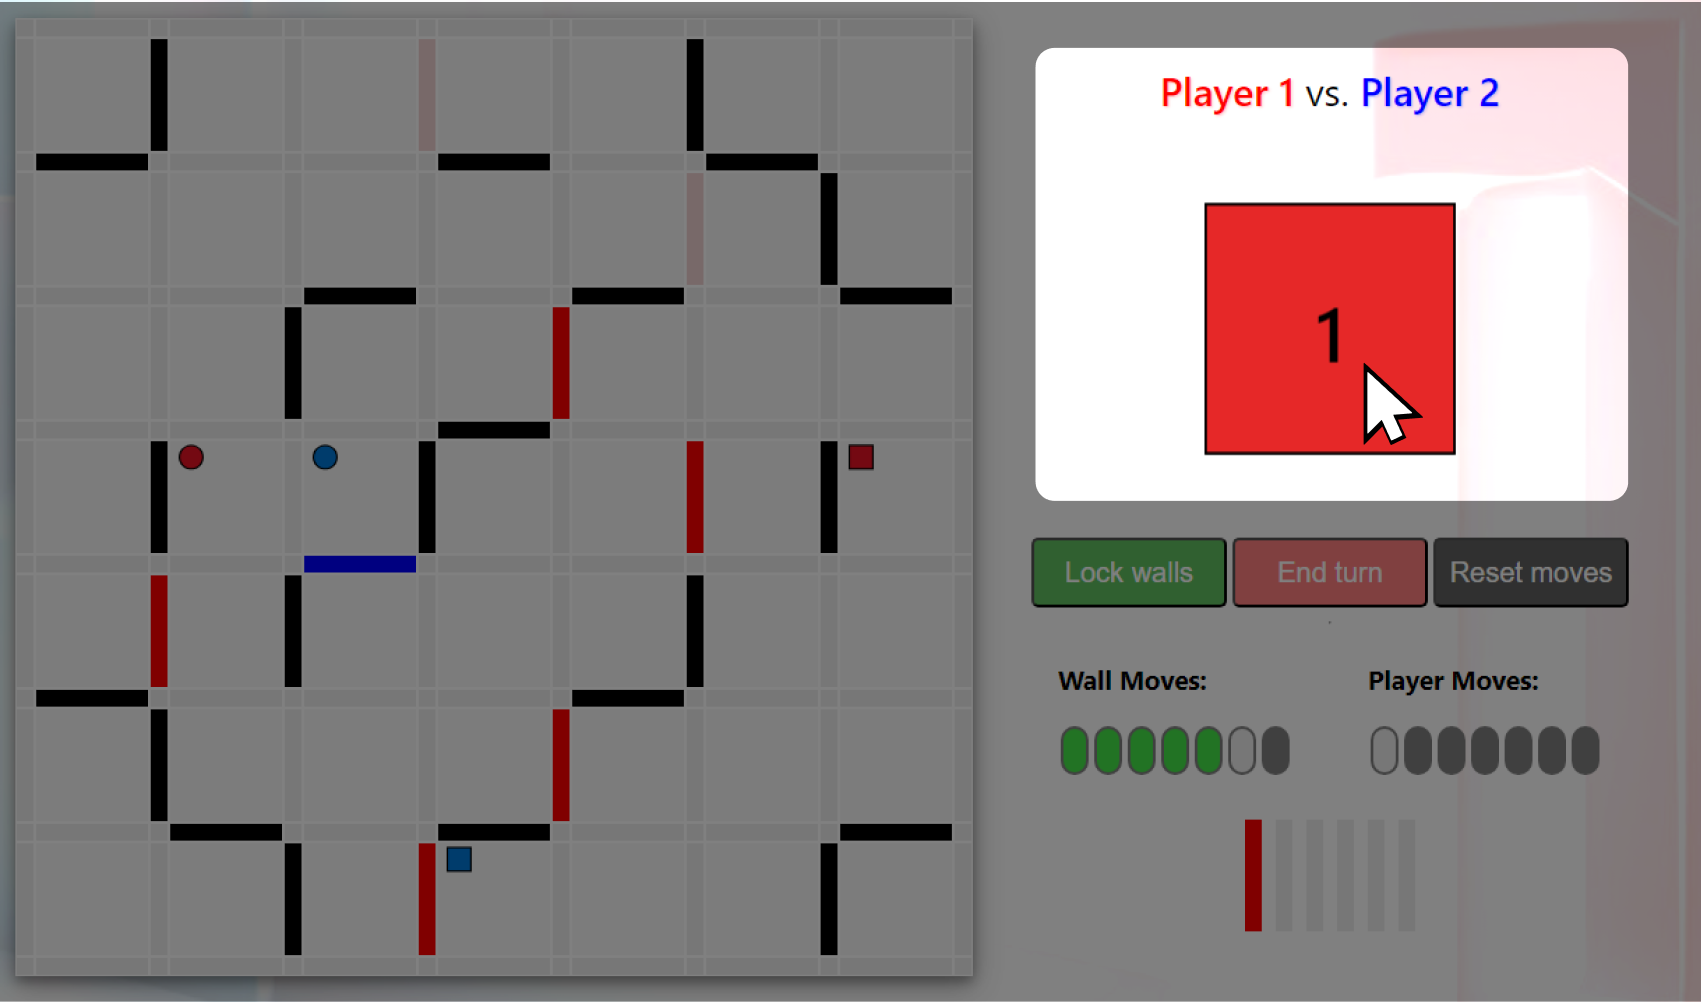 Player 1 vs. Player 2
1
Lock walls End turn Reset moves
Wall Moves: Player Moves: